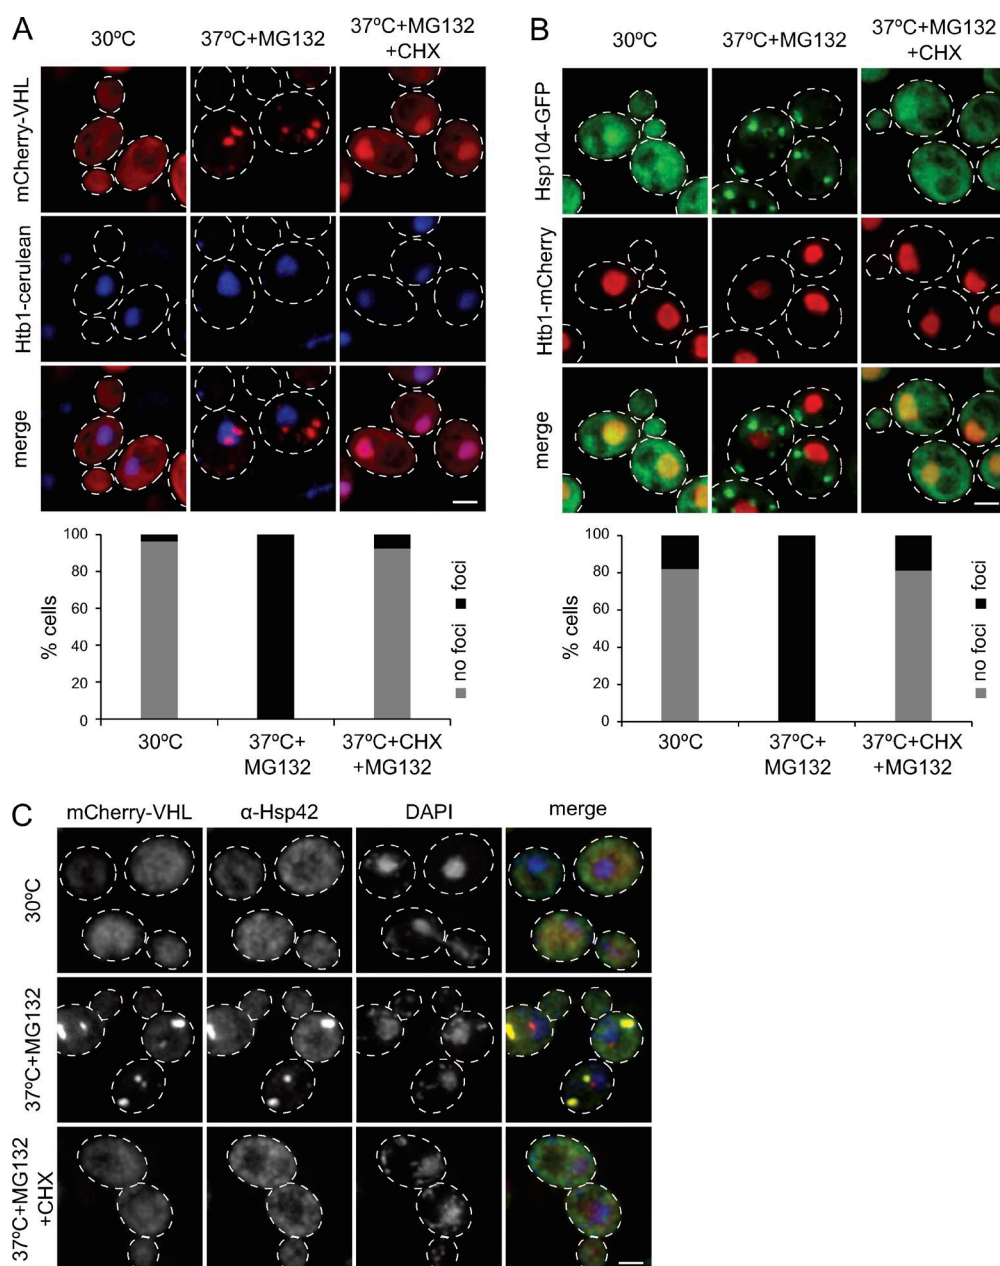 A
30ºC
37ºC+MG132
37ºC+MG132
+CHX
mCherry-VHL
Htb1-cerulean
merge
% cells
100
80
60
40
20
0
30ºC
37ºC+
MG132
37ºC+CHX
+MG132
no foci
foci
B
30ºC
37ºC+MG132
37ºC+MG132
+CHX
Hsp104-GFP
Htb1-mCherry
merge
% cells
100
80
60
40
20
0
30ºC
37ºC+
MG132
37ºC+CHX
+MG132
no foci
foci
C
mCherry-VHL
α-Hsp42
DAPI
merge
30ºC
37ºC+MG132
37ºC+MG132
+CHX